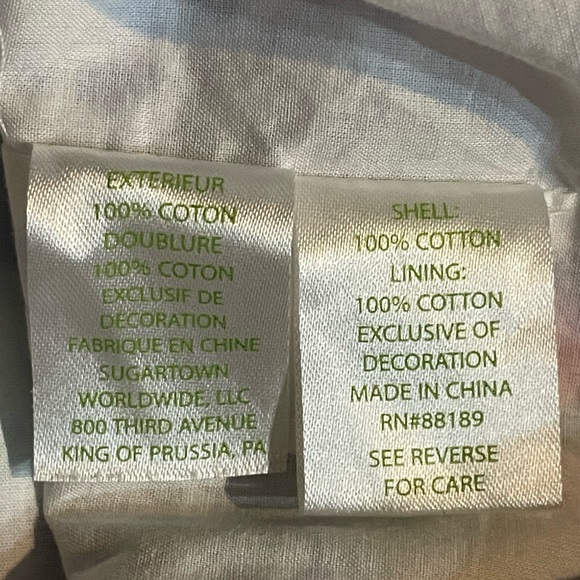 EXTERIEUR
100% COTON
DOUBLURE
100% COTON
EXCLUSIF DE
DECORATION
FABRIQUE EN CHINE
SUGARTOWN
WORLDWIDE, LLC
800 THIRD AVENUE
KING OF PRUSSIA, PA
SHELL:
100% COTTON
LINING:
100% COTTON
EXCLUSIVE OF
DECORATION
MADE IN CHINA
RN#88189
SEE REVERSE
FOR CARE